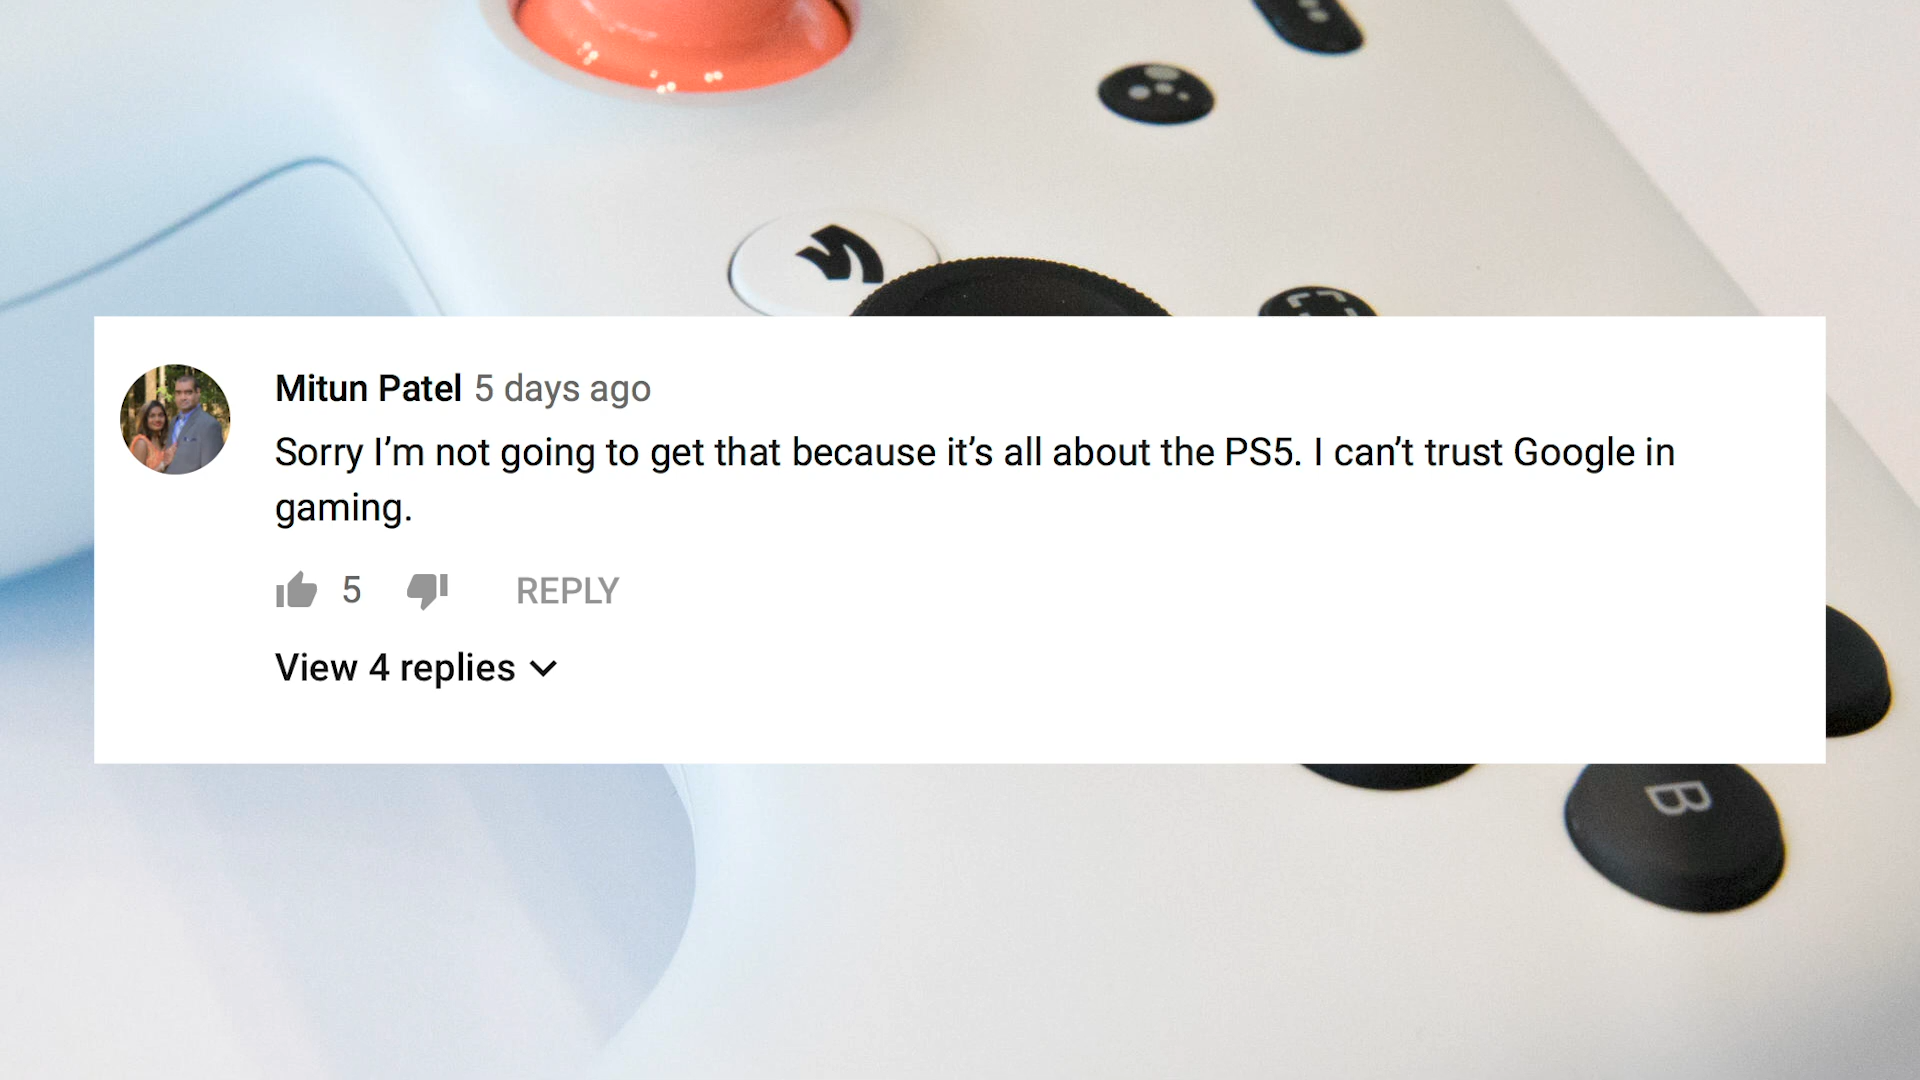 Mitun Patel 5 days ago
Sorry I’m not going to get that because it’s all about the PS5. I can’t trust Google in
gaming.
5 REPLY
View 4 replies
B